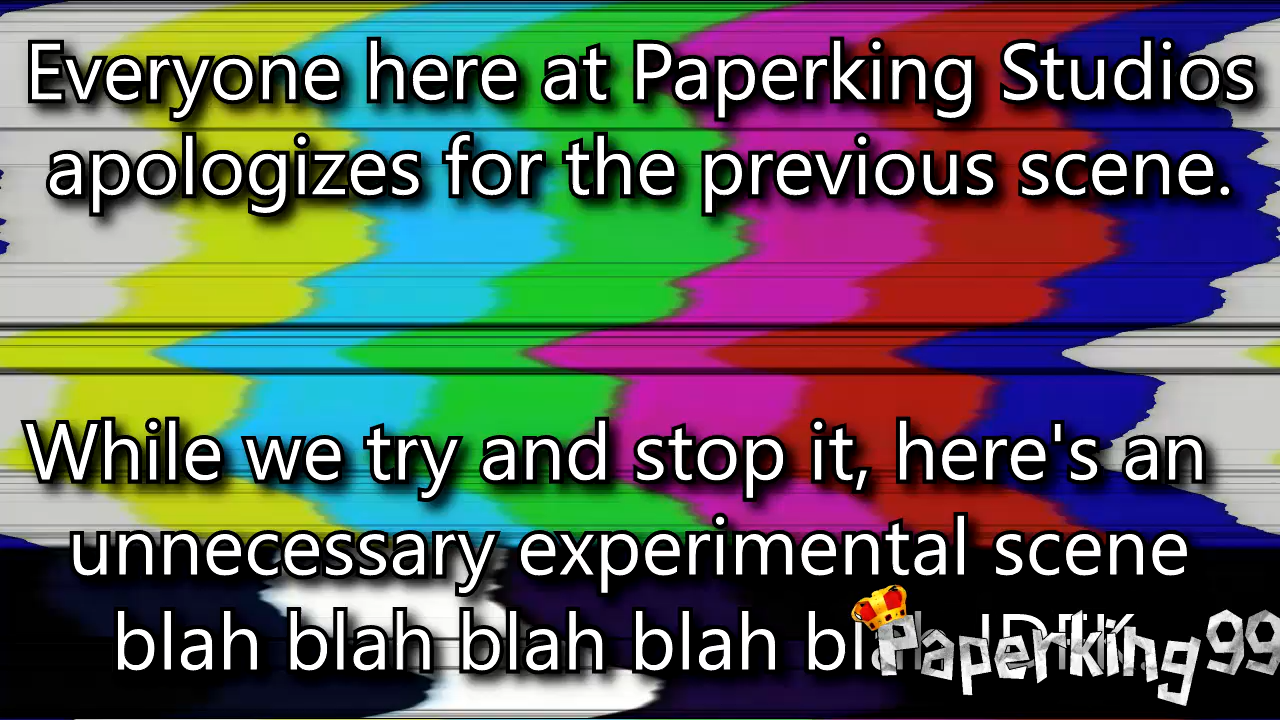 Everyone here at Paperking Studios
apologizes for the previous scene.
While we try and stop it, here's an
unnecessary experimental scene
blah blah blah blah blah
Paperking99